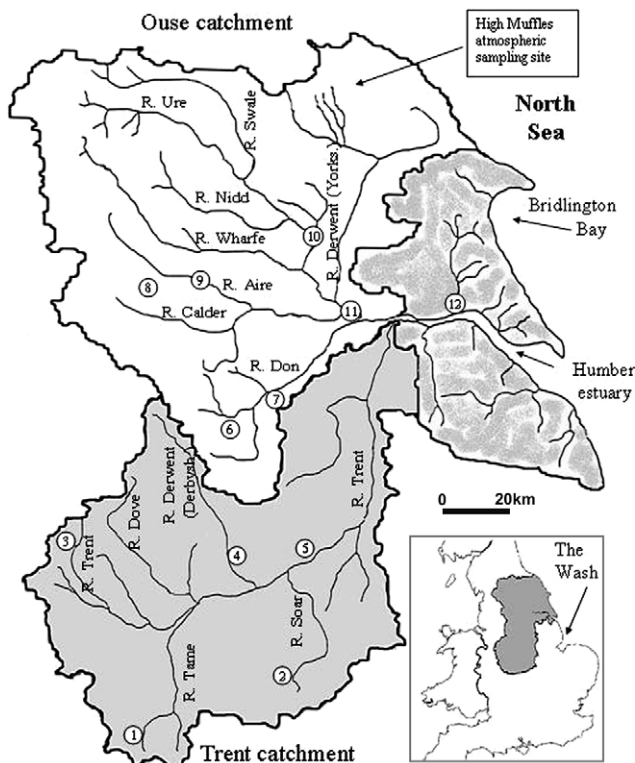 Ouse catchment
High Muffles
atmospheric
sampling site
North
Sea
R. Ure
R. Swale
R. Derwent (Yorks.)
Bridlington
Bay
R. Nidd
10
R. Wharfe
8
9
R. Aire
11
12
R. Calder
R. Don
Humber
estuary
7
6
R. Derwent
(Derbysh)
R. Dove
R. Trent
0 20km
3
R. Trent
4
5
The
Wash
R. Soar
R. Tame
2
1
Trent catchment